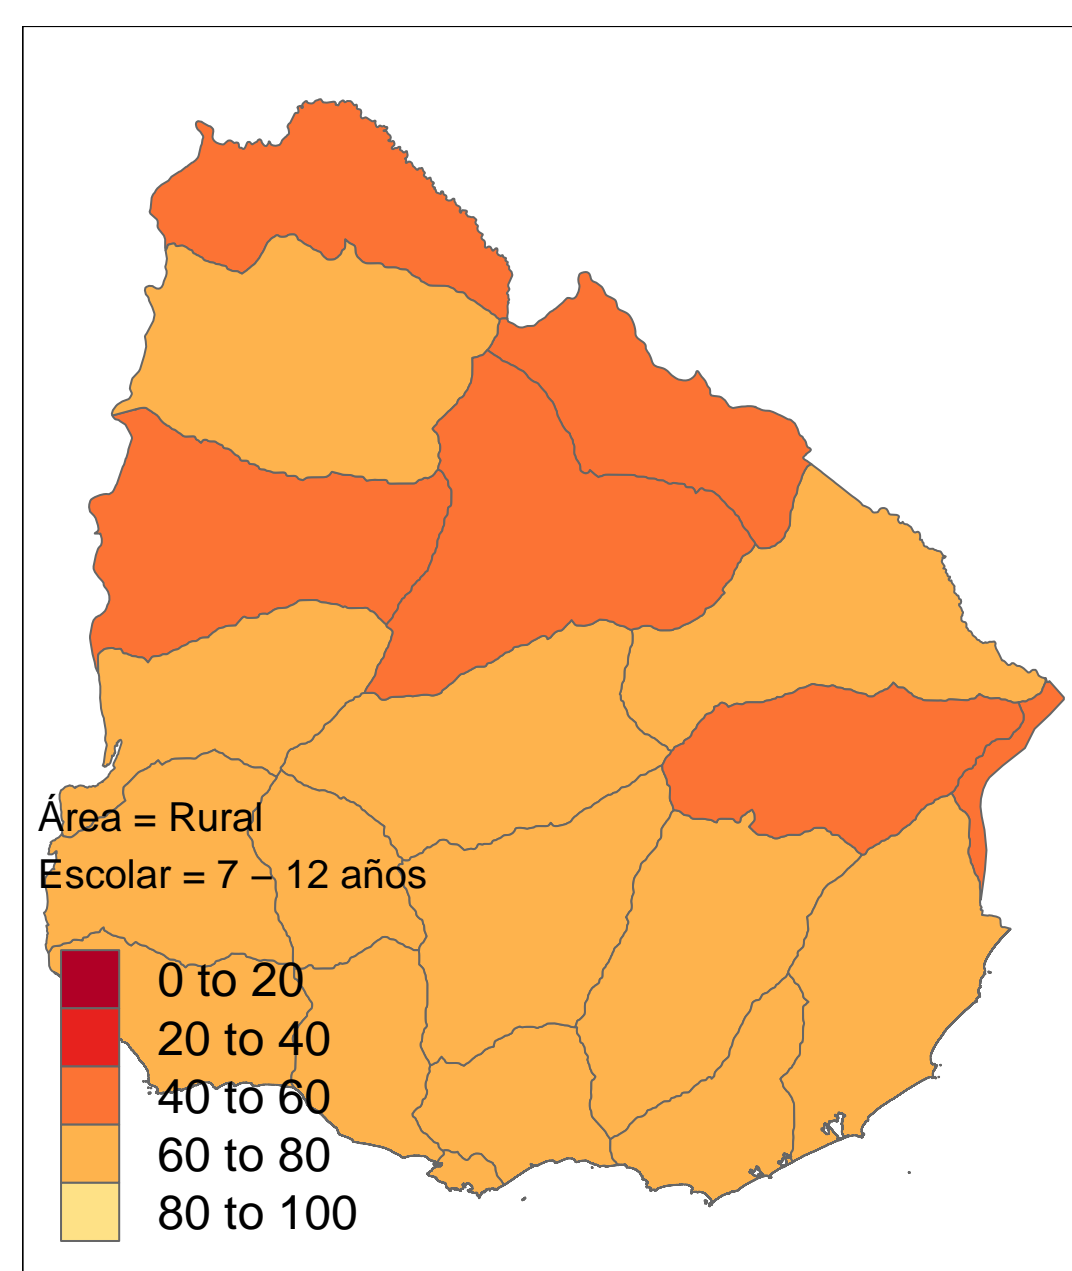 Área = Rural
Escolar = 7 – 12 años
0 to 20
20 to 40
40 to 60
60 to 80
80 to 100